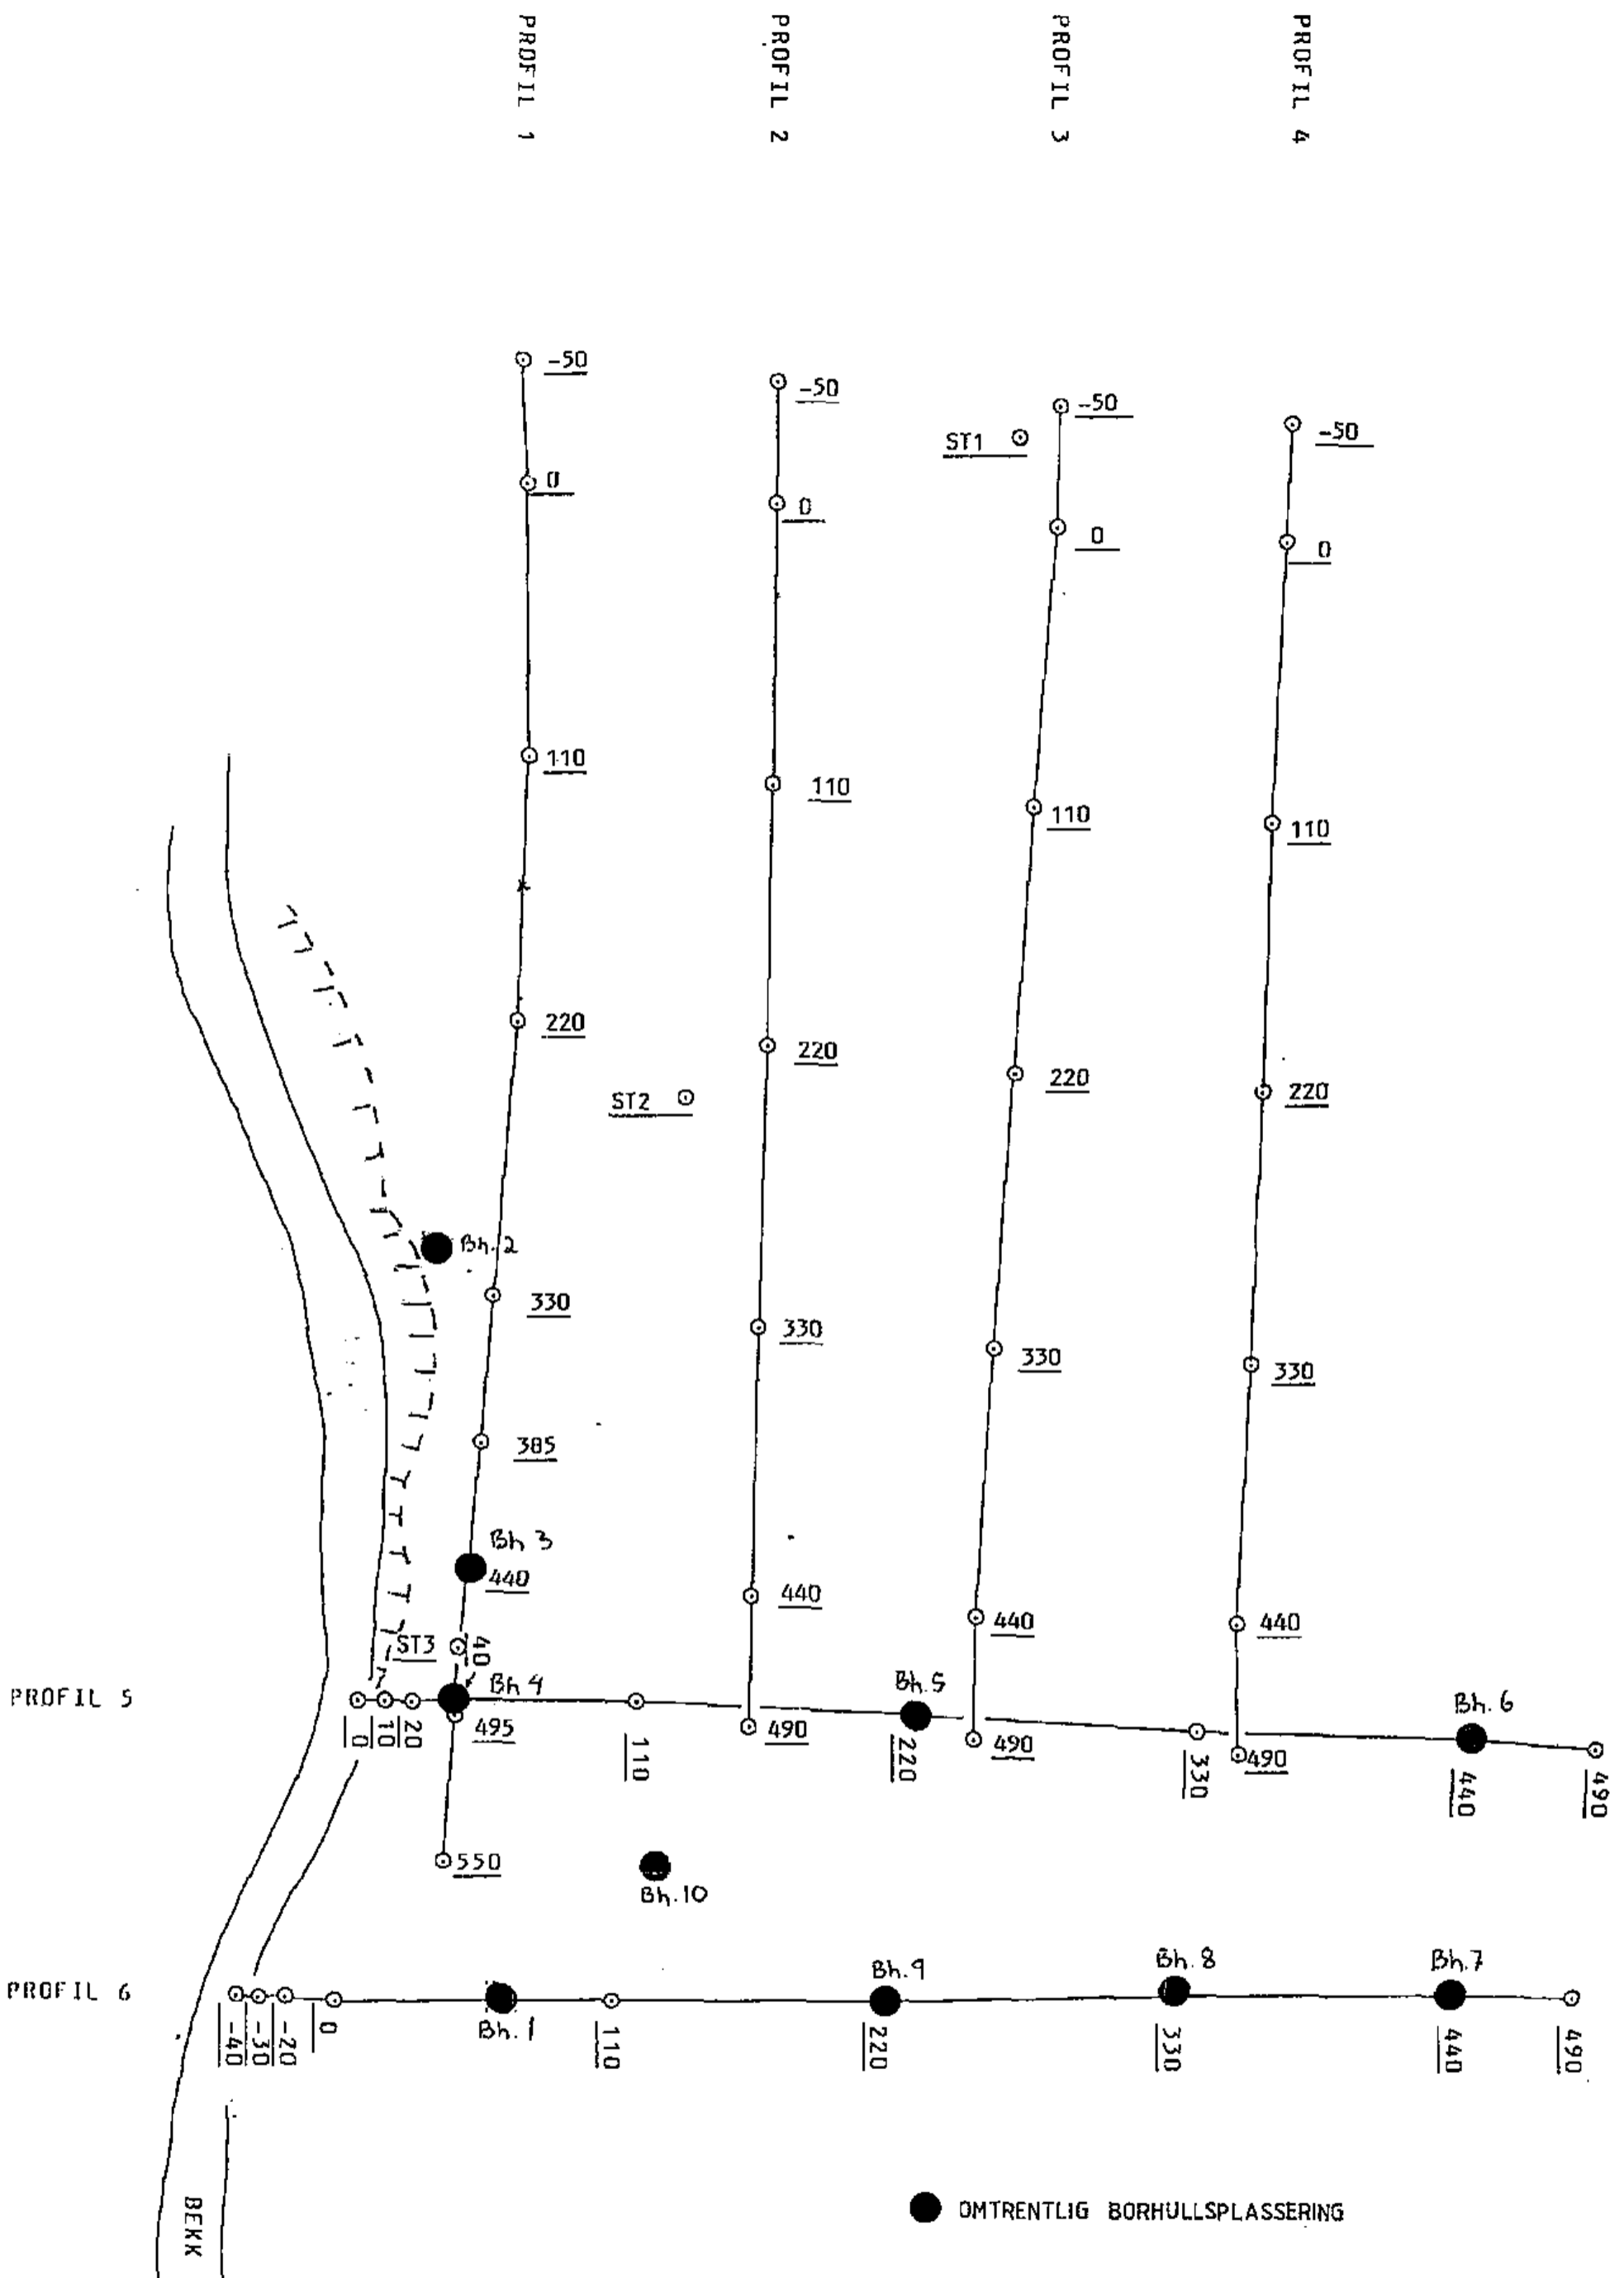 PROFIL 1
PROFIL 2
PROFIL 3
PROFIL 4
-50
-50
-50
-50
ST1
0
0
0
0
110
110
110
110
220
220
220
220
ST2
Bh. 2
330
330
330
330
385
Bh 3
440
440
440
440
ST3
40
PROFIL 5
Bh 4
Bh. 5
Bh. 6
0
10
20
495
110
490
220
490
330
490
440
490
550
Bh. 10
PROFIL 6
Bh. 9
Bh. 8
Bh. 7
-40
-30
-20
0
Bh. 1
110
220
330
440
490
BEKK
OMTRENTLIG BORHULLSPLASSERING